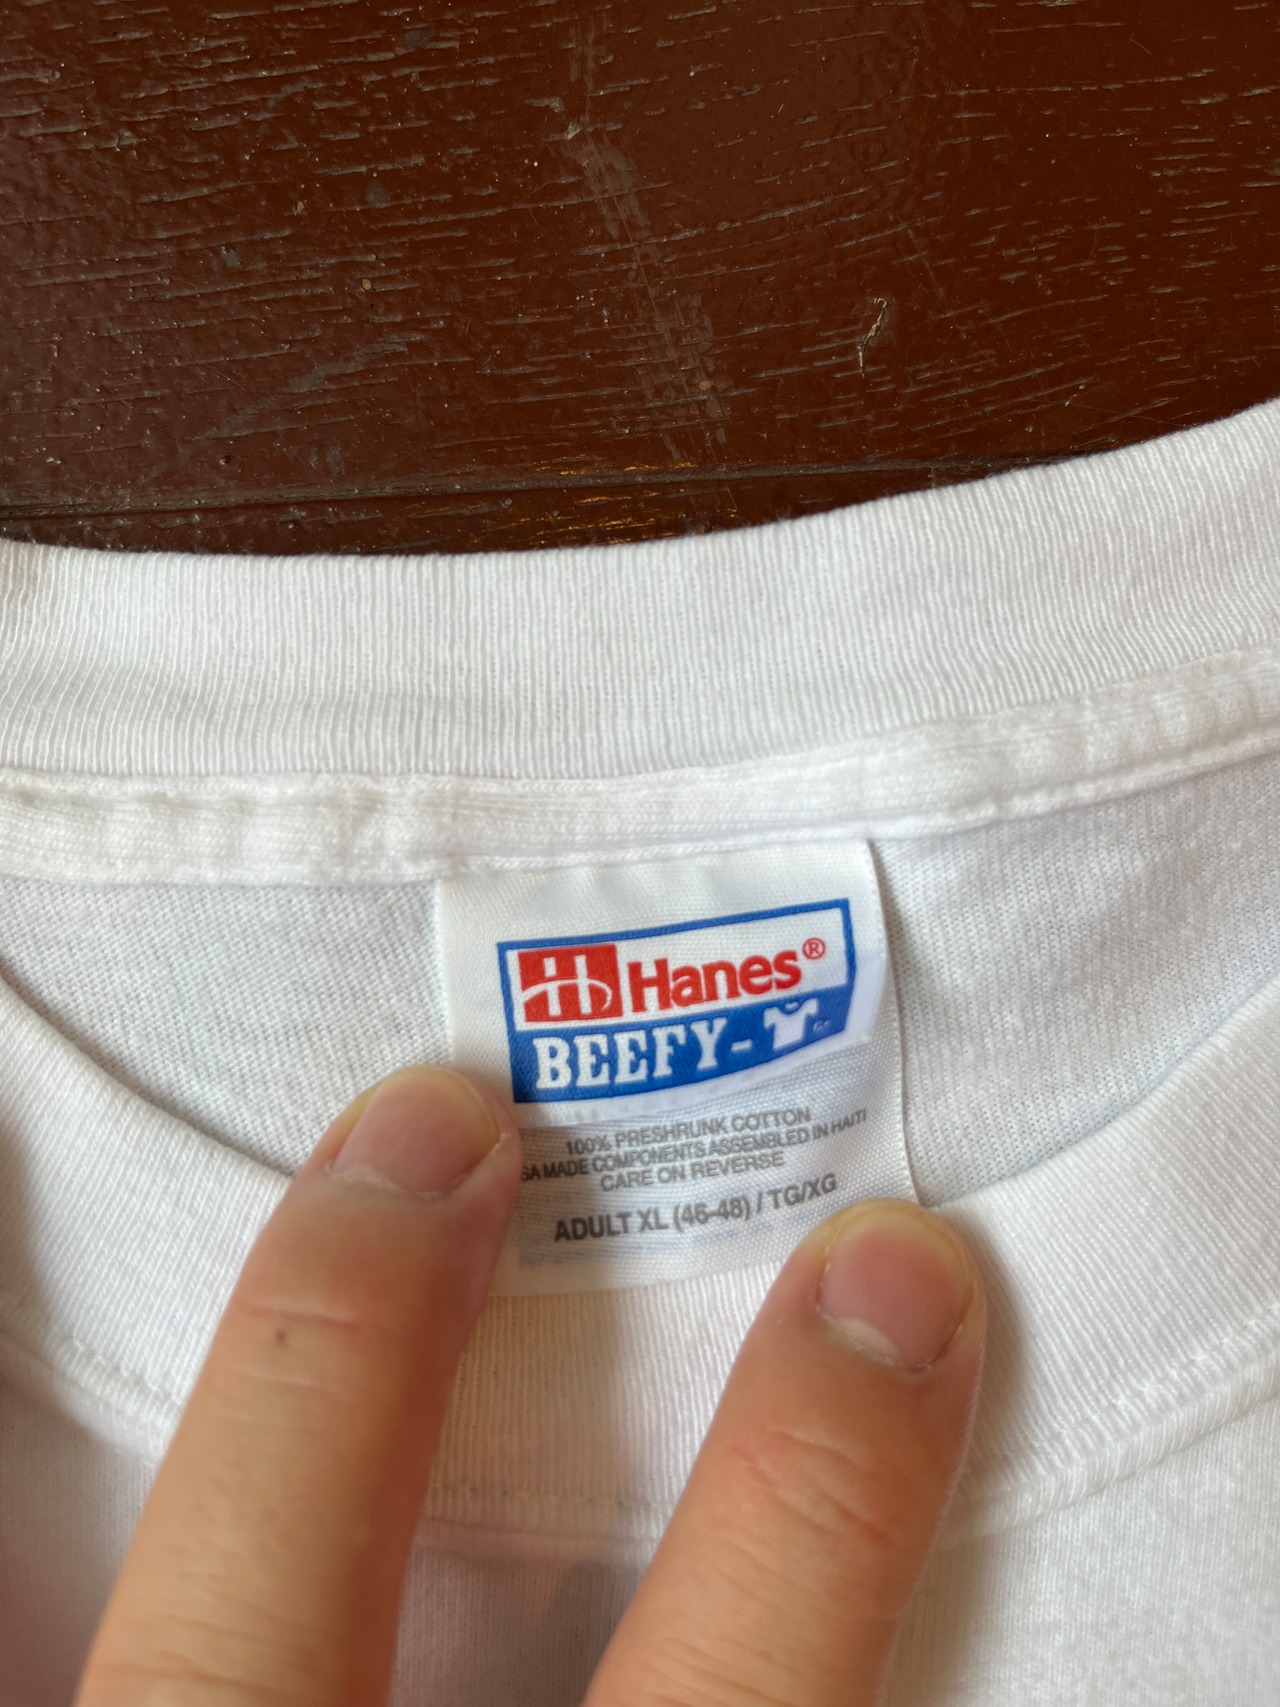 Hanes®
BEEFY-
100% PRESHRUNK COTTON
SA MADE COMPONENTS ASSEMBLED IN HAITI
CARE ON REVERSE
ADULT XL (46-48) / TG/XG